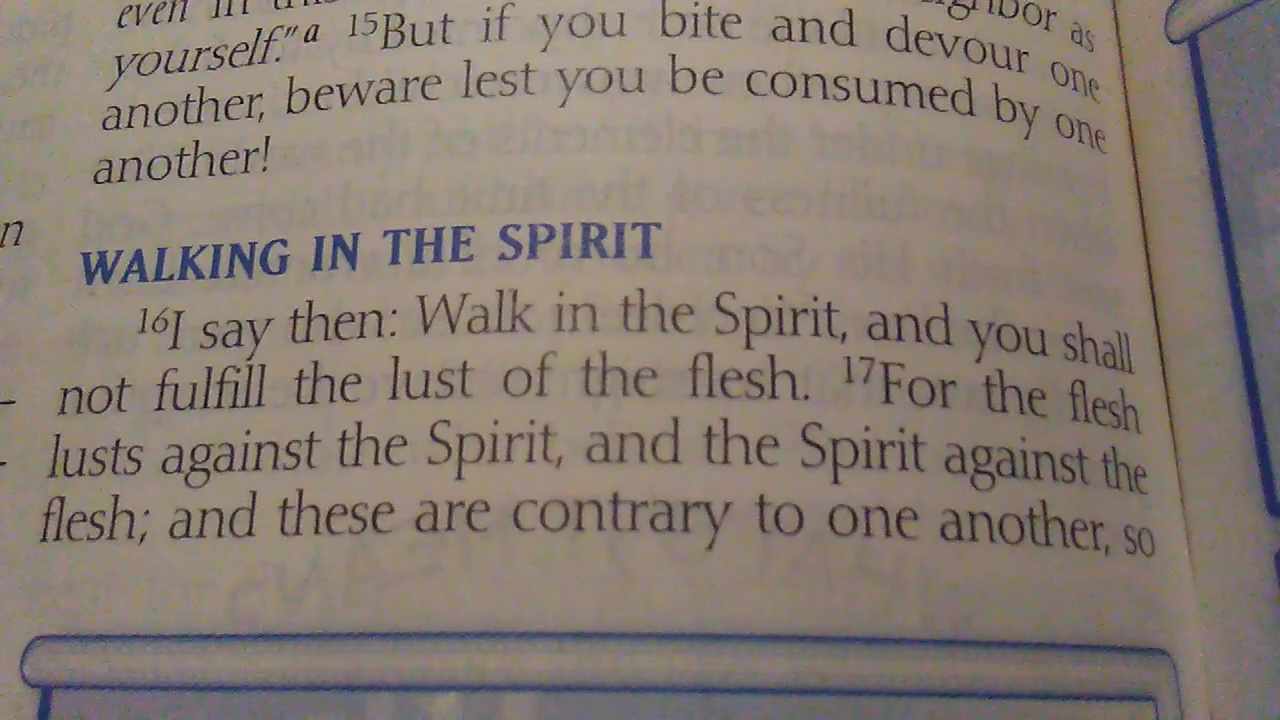 even in
as
yourself."a 15But if you bite and devour one
another, beware lest you be consumed by one
another!
n
WALKING IN THE SPIRIT
16I say then: Walk in the Spirit, and you shall
not fulfill the lust of the flesh. 17For the flesh
lusts against the Spirit, and the Spirit against the
flesh; and these are contrary to one another, so